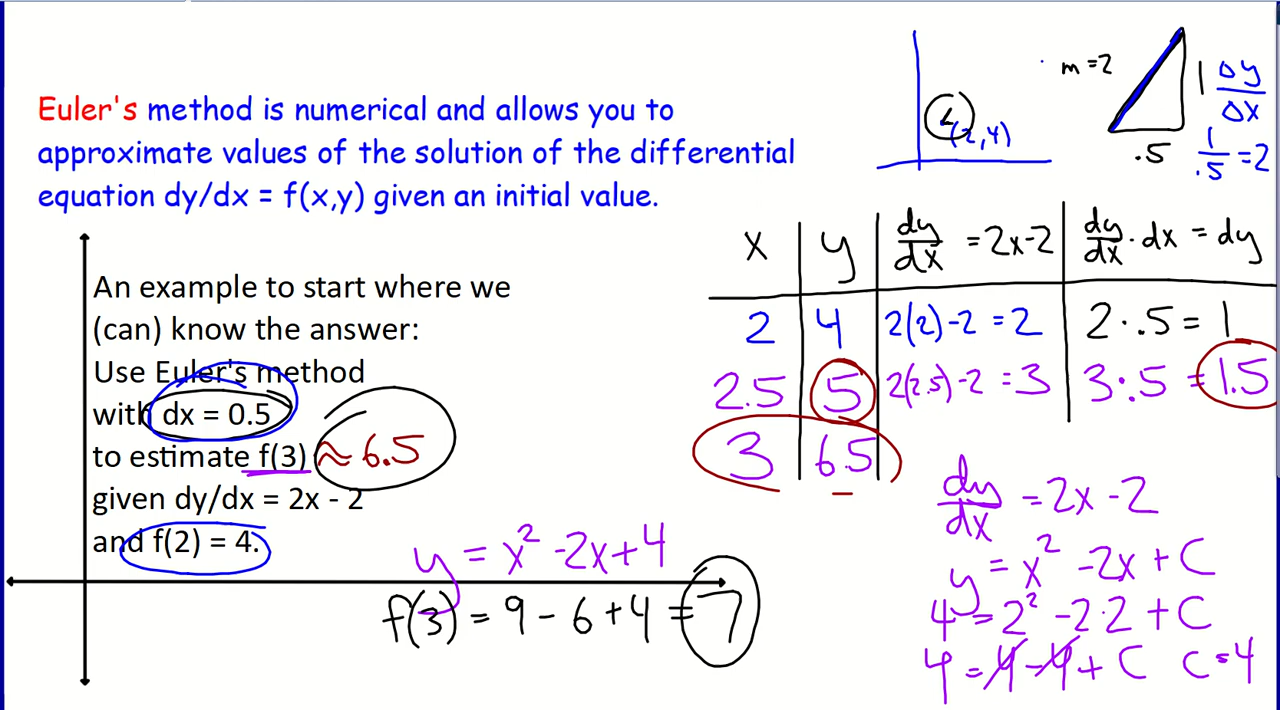 Euler's method is numerical and allows you to
approximate values of the solution of the differential
equation dy/dx = f(x,y) given an initial value.
(2,4)
m=2
1
.5
Δy
Δx
1
.5 =2
An example to start where we
(can) know the answer:
Use Euler's method
with dx = 0.5
to estimate f(3) ≈6.5
given dy/dx = 2x - 2
and f(2) = 4.
x y dy/dx =2x-2 dy/dx · dx = dy
2 4 2(2)-2 =2 2·.5=1
2.5 5 2(2.5)-2 =3 3·.5 =1.5
3 6.5
y = x² -2x+4
f(3) = 9 - 6 +4 = 7
dy/dx =2x -2
y = x² -2x + C
4 = 2² -2·2 + C
4 = 4 - 4 + C C=4